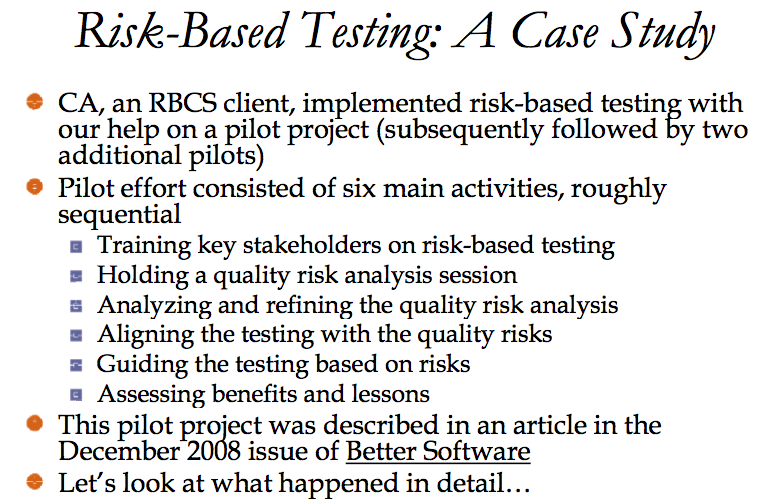 Risk-Based Testing: A Case Study
CA, an RBCS client, implemented risk-based testing with
our help on a pilot project (subsequently followed by two
additional pilots)
Pilot effort consisted of six main activities, roughly
sequential
Training key stakeholders on risk-based testing
Holding a quality risk analysis session
Analyzing and refining the quality risk analysis
Aligning the testing with the quality risks
Guiding the testing based on risks
Assessing benefits and lessons
This pilot project was described in an article in the
December 2008 issue of Better Software
Let's look at what happened in detail…